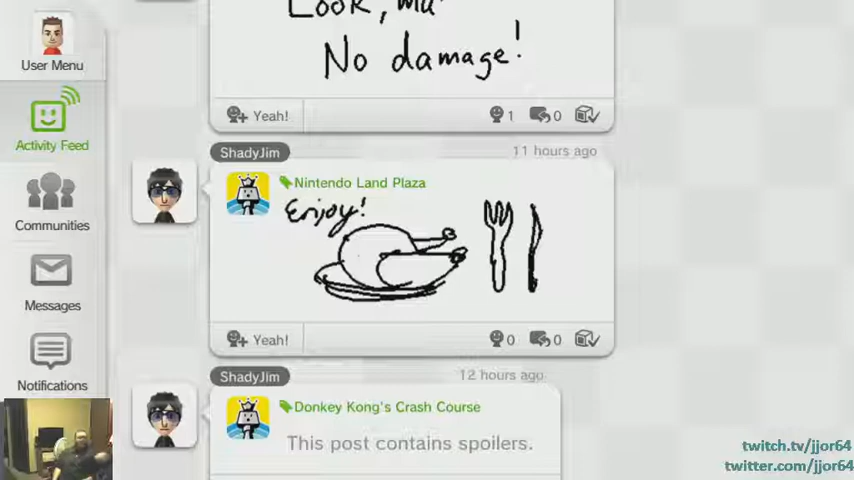 Look, ma
No damage!
User Menu
Yeah!
1
0
Activity Feed
ShadyJim
11 hours ago
Nintendo Land Plaza
Enjoy!
Communities
Messages
Yeah!
0
0
Notifications
ShadyJim
12 hours ago
Donkey Kong's Crash Course
This post contains spoilers.
twitch.tv/jjor64
twitter.com/jjor64